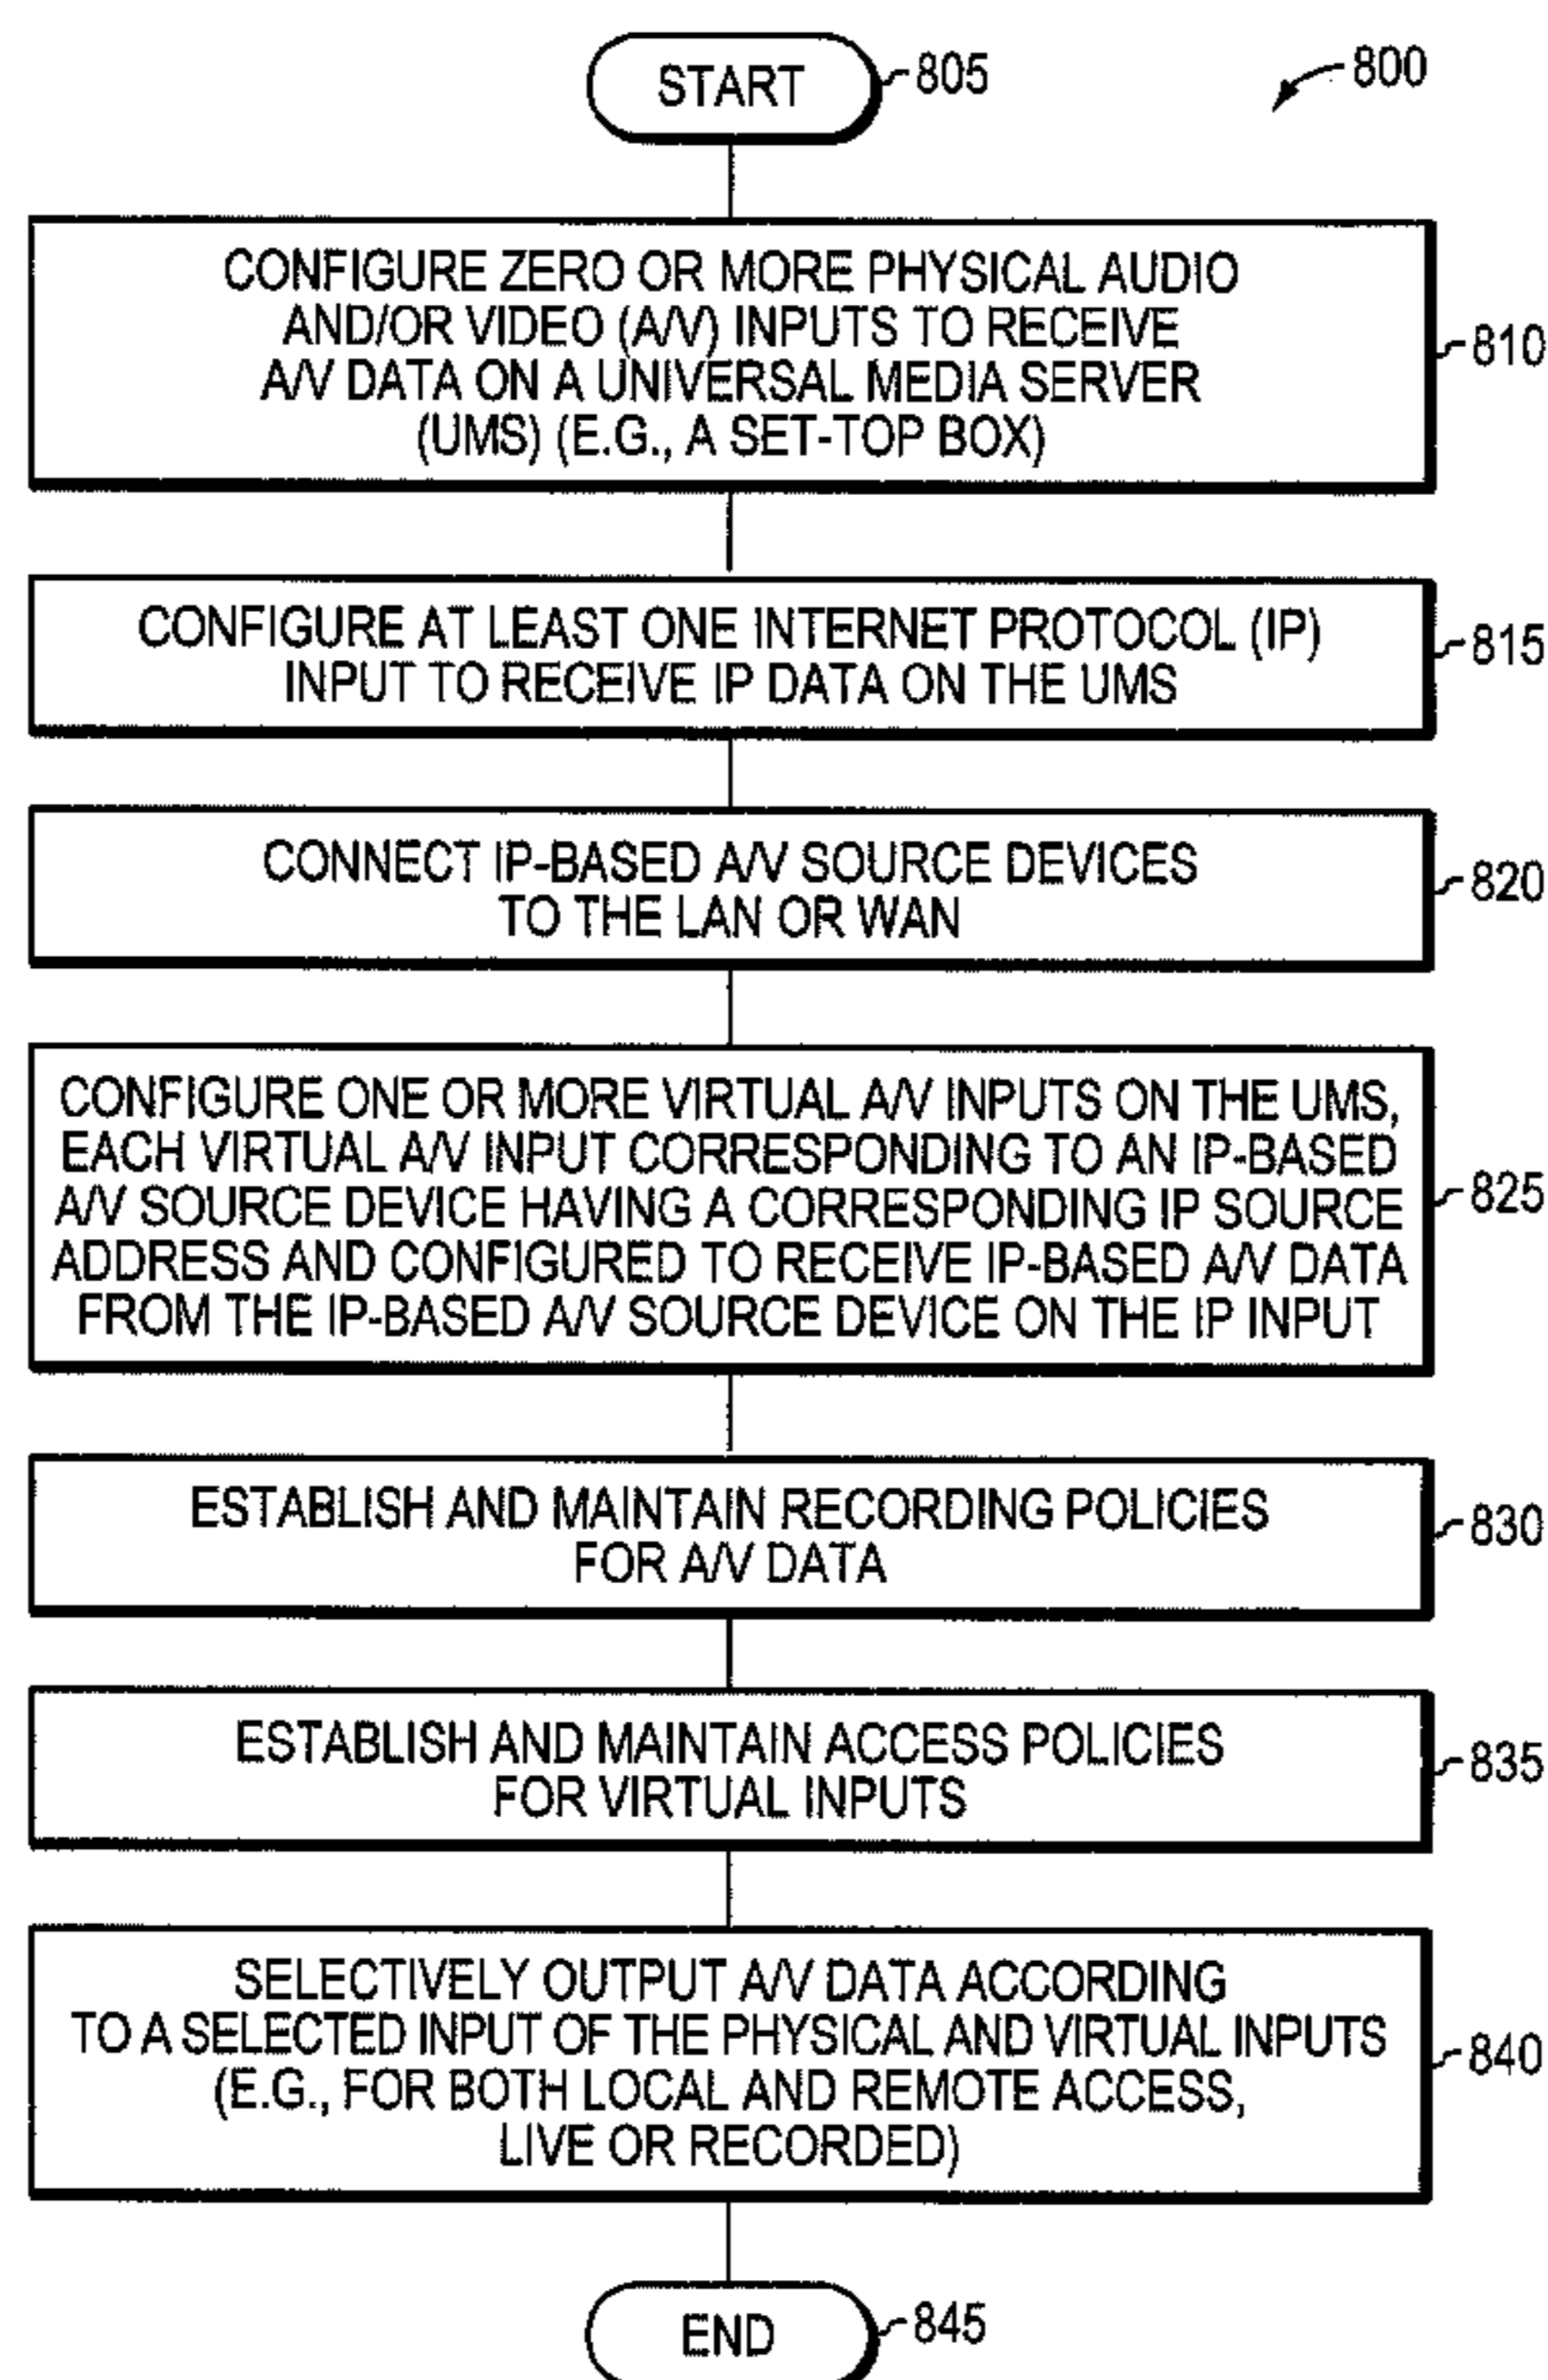 START
805
800
CONFIGURE ZERO OR MORE PHYSICAL AUDIO
AND/OR VIDEO (A/V) INPUTS TO RECEIVE
A/V DATA ON A UNIVERSAL MEDIA SERVER
(UMS) (E.G., A SET-TOP BOX)
810
CONFIGURE AT LEAST ONE INTERNET PROTOCOL (IP)
INPUT TO RECEIVE IP DATA ON THE UMS
815
CONNECT IP-BASED A/V SOURCE DEVICES
TO THE LAN OR WAN
820
CONFIGURE ONE OR MORE VIRTUAL A/V INPUTS ON THE UMS,
EACH VIRTUAL A/V INPUT CORRESPONDING TO AN IP-BASED
A/V SOURCE DEVICE HAVING A CORRESPONDING IP SOURCE
ADDRESS AND CONFIGURED TO RECEIVE IP-BASED A/V DATA
FROM THE IP-BASED A/V SOURCE DEVICE ON THE IP INPUT
825
ESTABLISH AND MAINTAIN RECORDING POLICIES
FOR A/V DATA
830
ESTABLISH AND MAINTAIN ACCESS POLICIES
FOR VIRTUAL INPUTS
835
SELECTIVELY OUTPUT A/V DATA ACCORDING
TO A SELECTED INPUT OF THE PHYSICAL AND VIRTUAL INPUTS
(E.G., FOR BOTH LOCAL AND REMOTE ACCESS,
LIVE OR RECORDED)
840
END
845